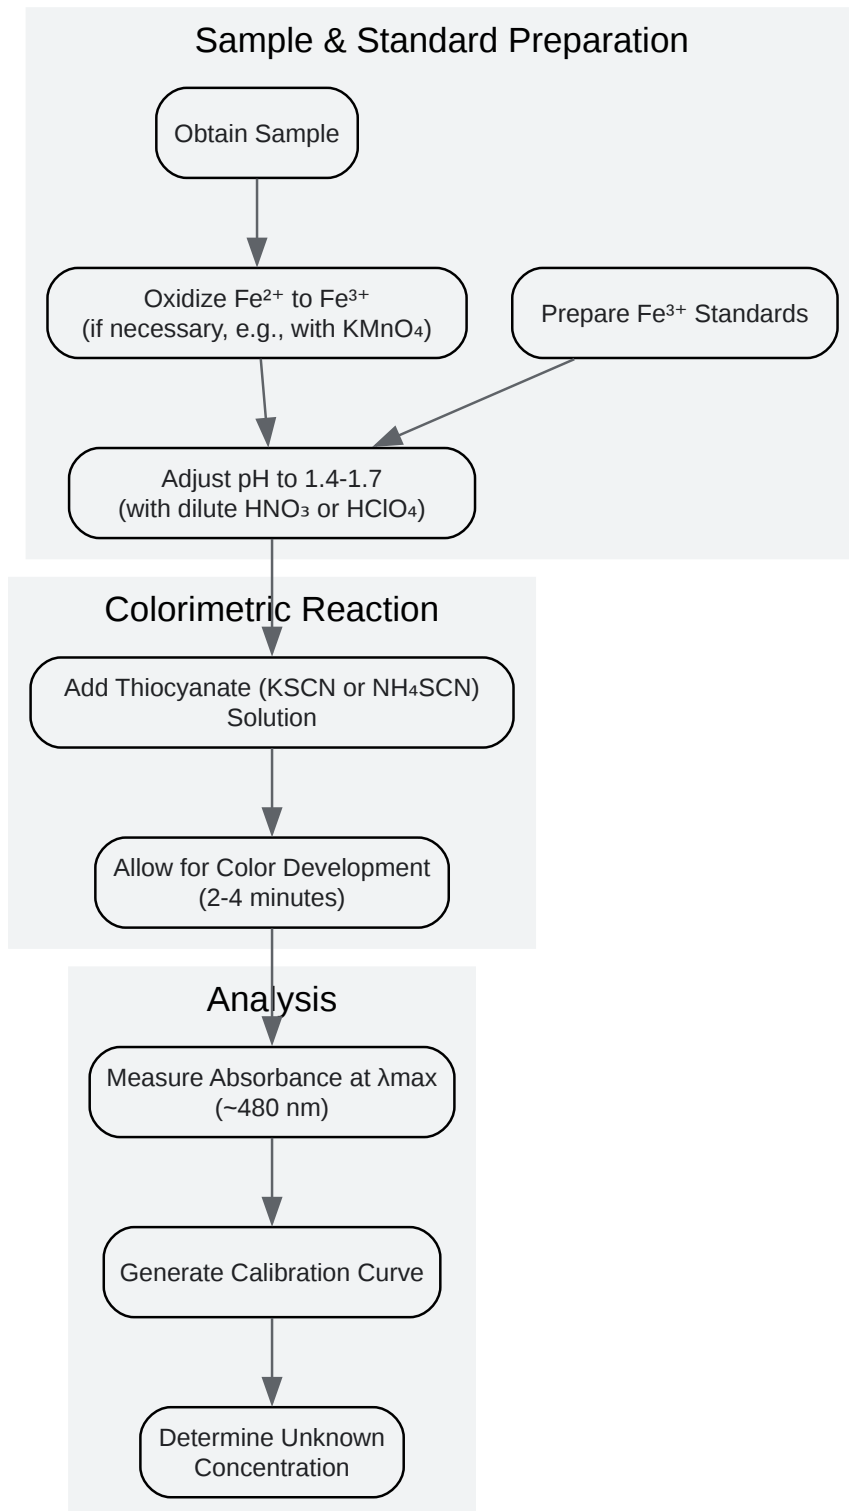 Sample & Standard Preparation
Obtain Sample
Oxidize Fe²⁺ to Fe³⁺
(if necessary, e.g., with KMnO₄)
Prepare Fe³⁺ Standards
Adjust pH to 1.4-1.7
(with dilute HNO₃ or HClO₄)
Colorimetric Reaction
Add Thiocyanate (KSCN or NH₄SCN)
Solution
Allow for Color Development
(2-4 minutes)
Analysis
Measure Absorbance at λmax
(~480 nm)
Generate Calibration Curve
Determine Unknown
Concentration